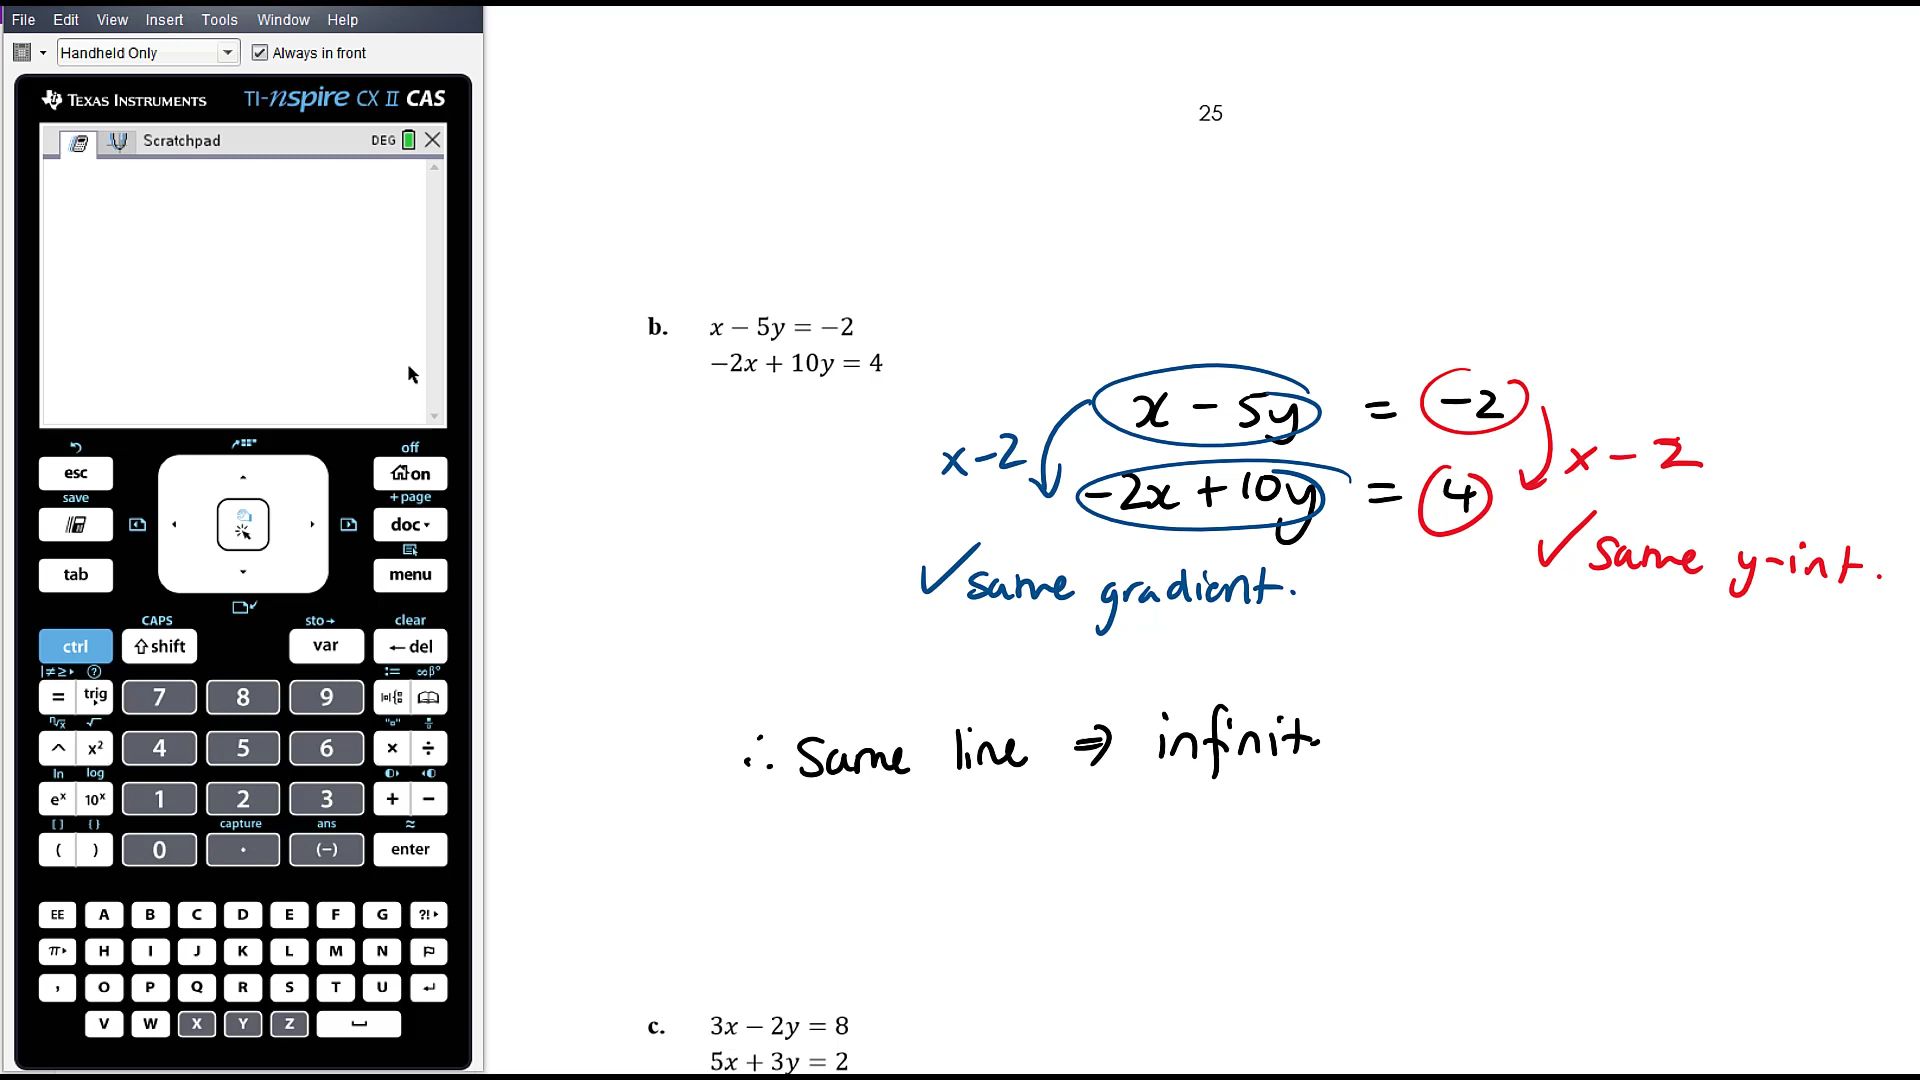 File Edit View Insert Tools Window Help
Handheld Only Always in front
TEXAS INSTRUMENTS TI-nspire CX II CAS
Scratchpad DEG
off
esc on
save + page
doc
tab menu
CAPS sto→ clear
ctrl ⇧shift var ←del
|≠≥▸ ? := ∞β°
= trig 7 8 9
ⁿ√x √ "▫"
^ x² 4 5 6 × ÷
ln log
eˣ 10ˣ 1 2 3 + −
[ ] { } capture ans ≈
( ) 0 . (−) enter
EE A B C D E F G ?!▸
π▸ H I J K L M N
, O P Q R S T U ↵
V W X Y Z
25
b. x − 5y = −2
−2x + 10y = 4
x − 5y = −2
x−2 x − 2
−2x + 10y = 4
✓ same gradient. ✓ same y-int.
∴ Same line ⇒ infinit
c. 3x − 2y = 8
5x + 3y = 2